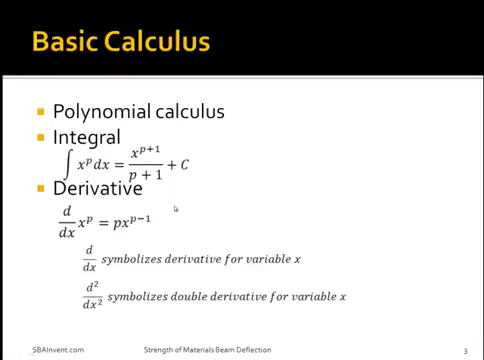 Basic Calculus
Polynomial calculus
Integral
∫ x^p dx = x^{p+1}/(p + 1) + C
Derivative
d/dx x^p = px^{p−1}
d/dx symbolizes derivative for variable x
d²/dx² symbolizes double derivative for variable x
SBAInvent.com Strength of Materials Beam Deflection 3